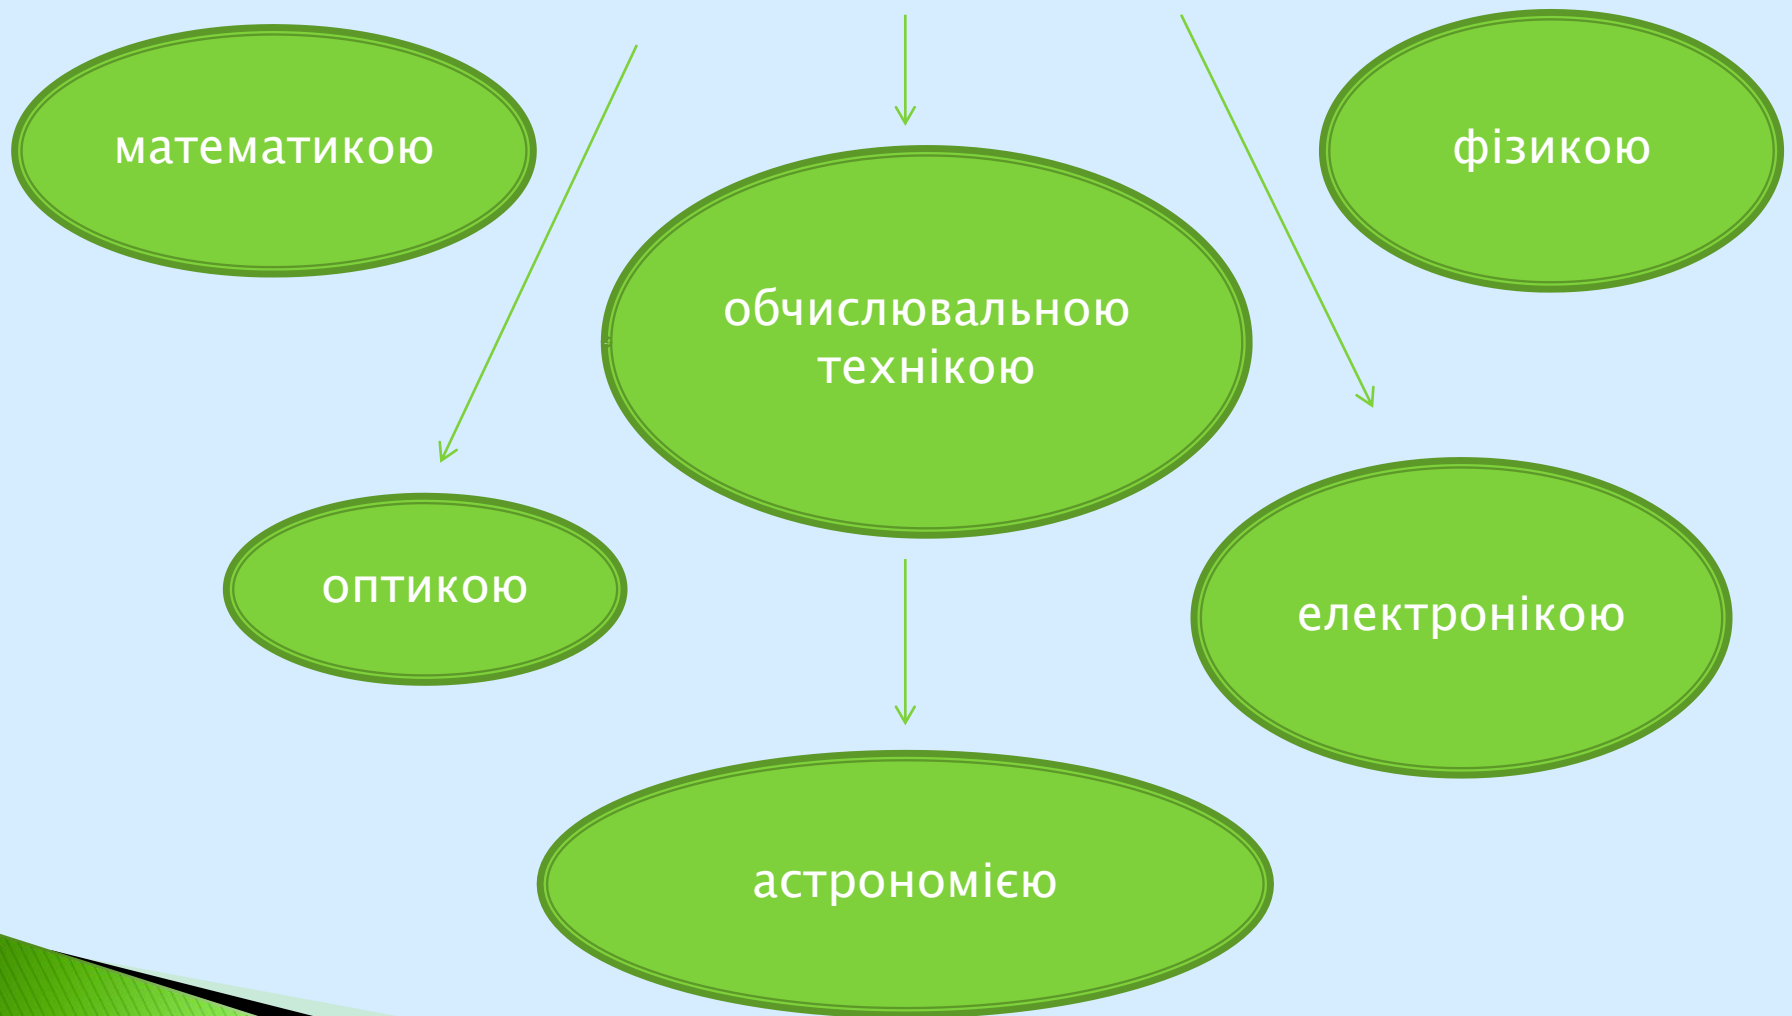 математикою
фізикою
обчислювальною
технікою
оптикою
електронікою
астрономією